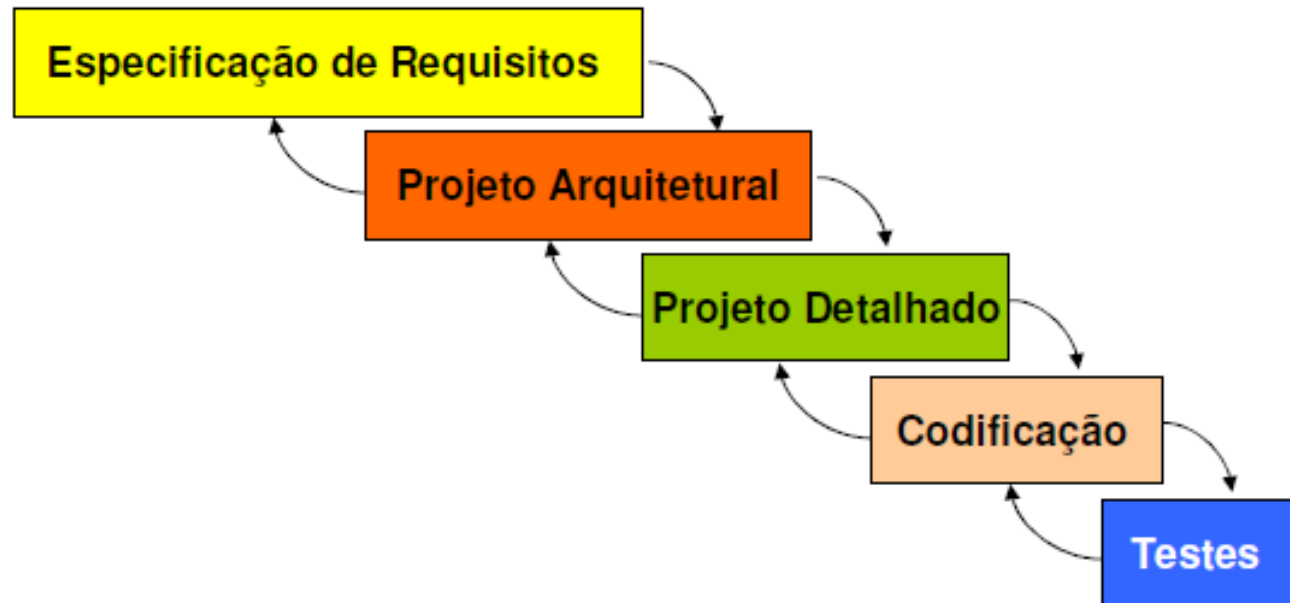 Especificação de Requisitos
Projeto Arquitetural
Projeto Detalhado
Codificação
Testes